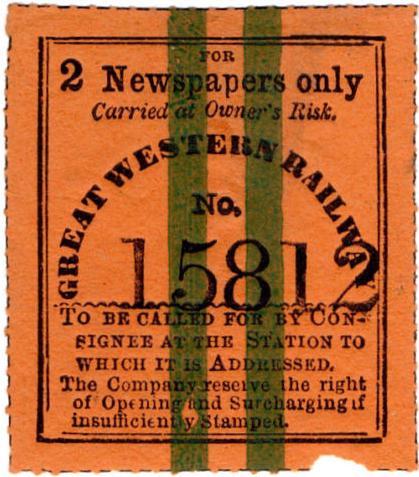 FOR
2 Newspapers only
Carried at Owner's Risk.
GREAT WESTERN RAILWAY
No.
15812
TO BE CALLED FOR BY CON-
SIGNEE AT THE STATION TO
WHICH IT IS ADDRESSED.
The Company reserve the right
of Opening and Surcharging if
insufficiently Stamped.